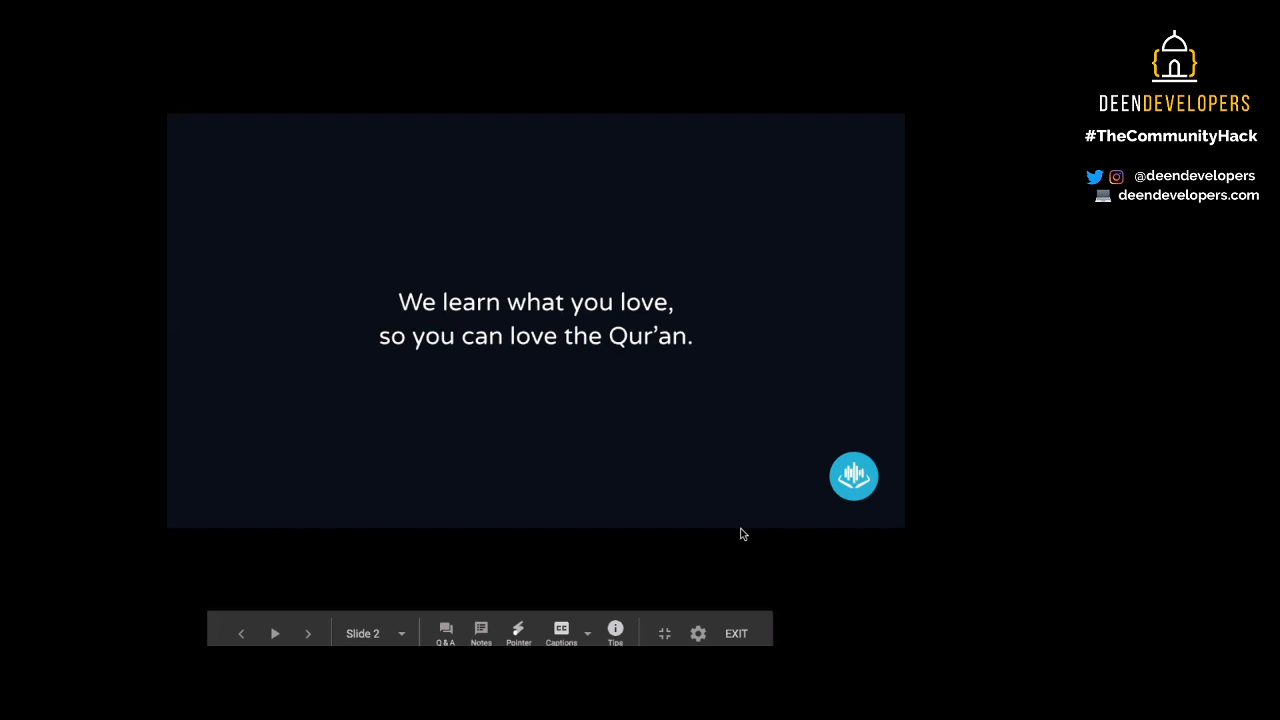 DEENDEVELOPERS
#TheCommunityHack
@deendevelopers
deendevelopers.com
We learn what you love,
so you can love the Qur’an.
Slide 2
Q & A
Notes
Pointer
Captions
Tips
EXIT